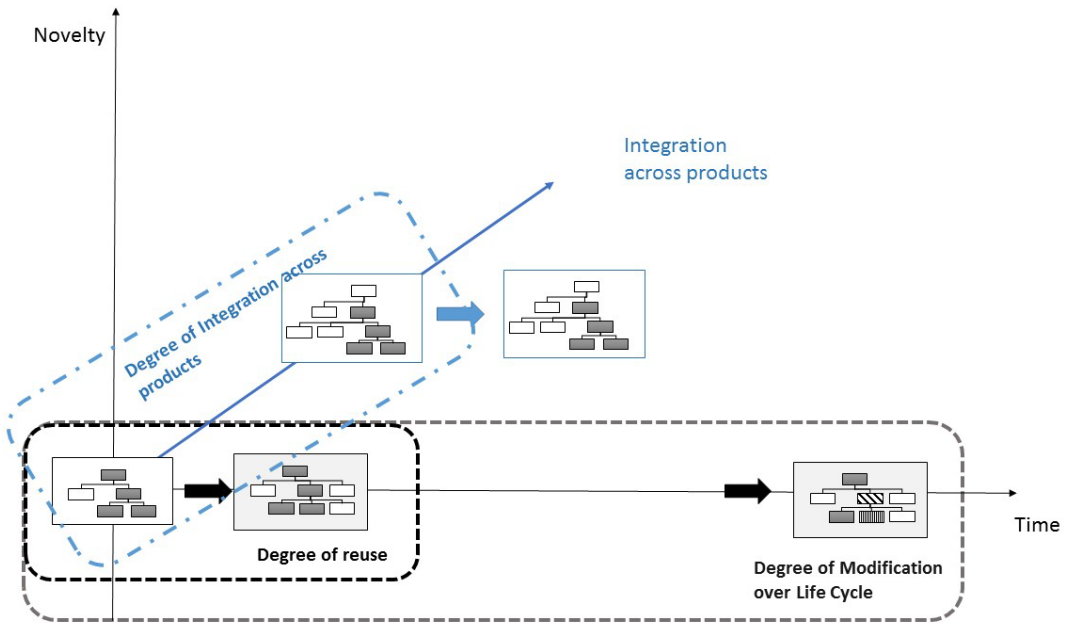 Novelty
Integration
across products
Degree of Integration across
products
Degree of reuse
Time
Degree of Modification
over Life Cycle